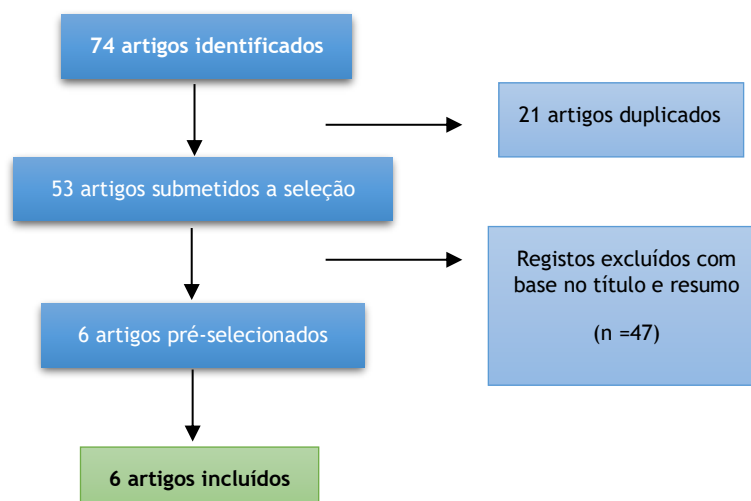 74 artigos identificados
21 artigos duplicados
53 artigos submetidos a seleção
Registos excluídos com
base no título e resumo
(n =47)
6 artigos pré-selecionados
6 artigos incluídos